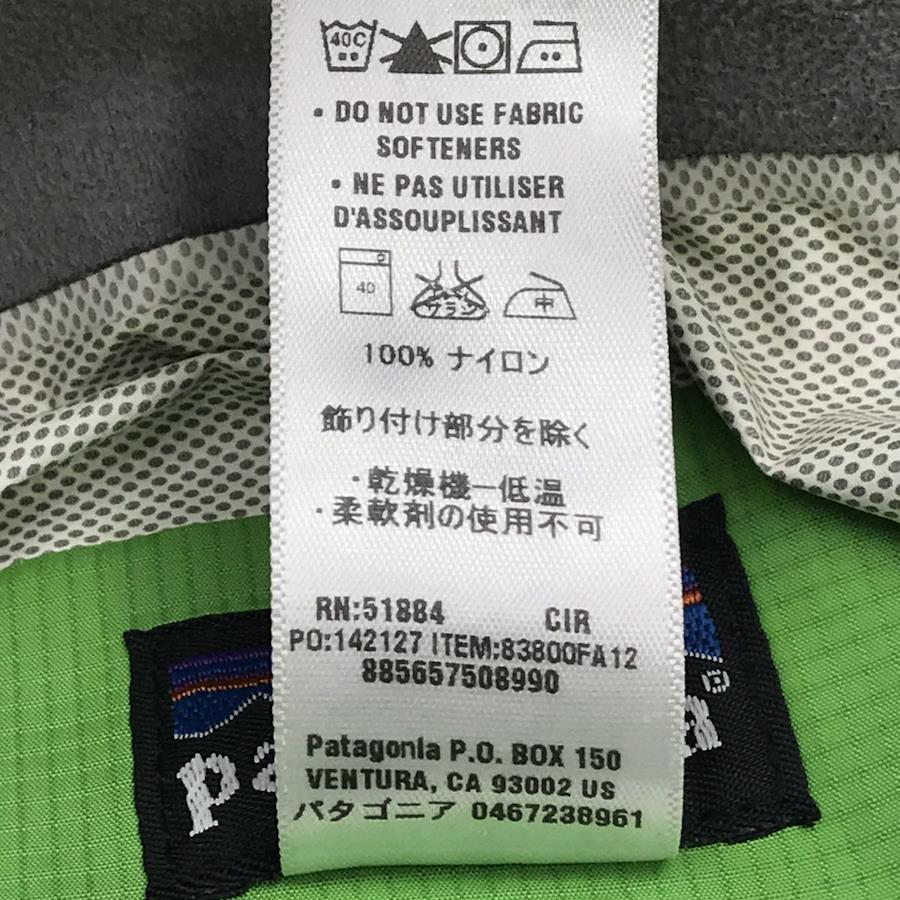 40C
• DO NOT USE FABRIC
SOFTENERS
• NE PAS UTILISER
D'ASSOUPLISSANT
40 中
100% ナイロン
飾り付け部分を除く
・乾燥機ー低温
・柔軟剤の使用不可
RN:51884 CIR
PO:142127 ITEM:83800FA12
885657508990
Patagonia P.O. BOX 150
VENTURA, CA 93002 US
パタゴニア 0467238961
pa a®